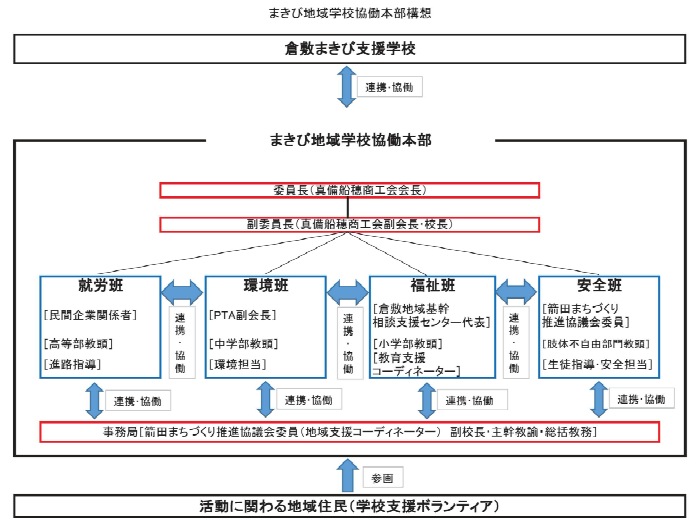 まきび地域学校協働本部構想
倉敷まきび支援学校
連携・協働
まきび地域学校協働本部
委員長(真備船穂商工会会長)
副委員長(真備船穂商工会副会長・校長)
就労班
[民間企業関係者]
[高等部教頭]
[進路指導]
連携・協働
環境班
[PTA副会長]
[中学部教頭]
[環境担当]
連携・協働
福祉班
[倉敷地域基幹
相談支援センター代表]
[小学部教頭]
[教育支援
コーディネーター]
連携・協働
安全班
[箭田まちづくり
推進協議会委員]
[肢体不自由部門教頭]
[生徒指導・安全担当]
連携・協働
連携・協働
連携・協働
連携・協働
事務局[箭田まちづくり推進協議会委員(地域支援コーディネーター) 副校長・主幹教諭・総括教務]
参画
活動に関わる地域住民(学校支援ボランティア)